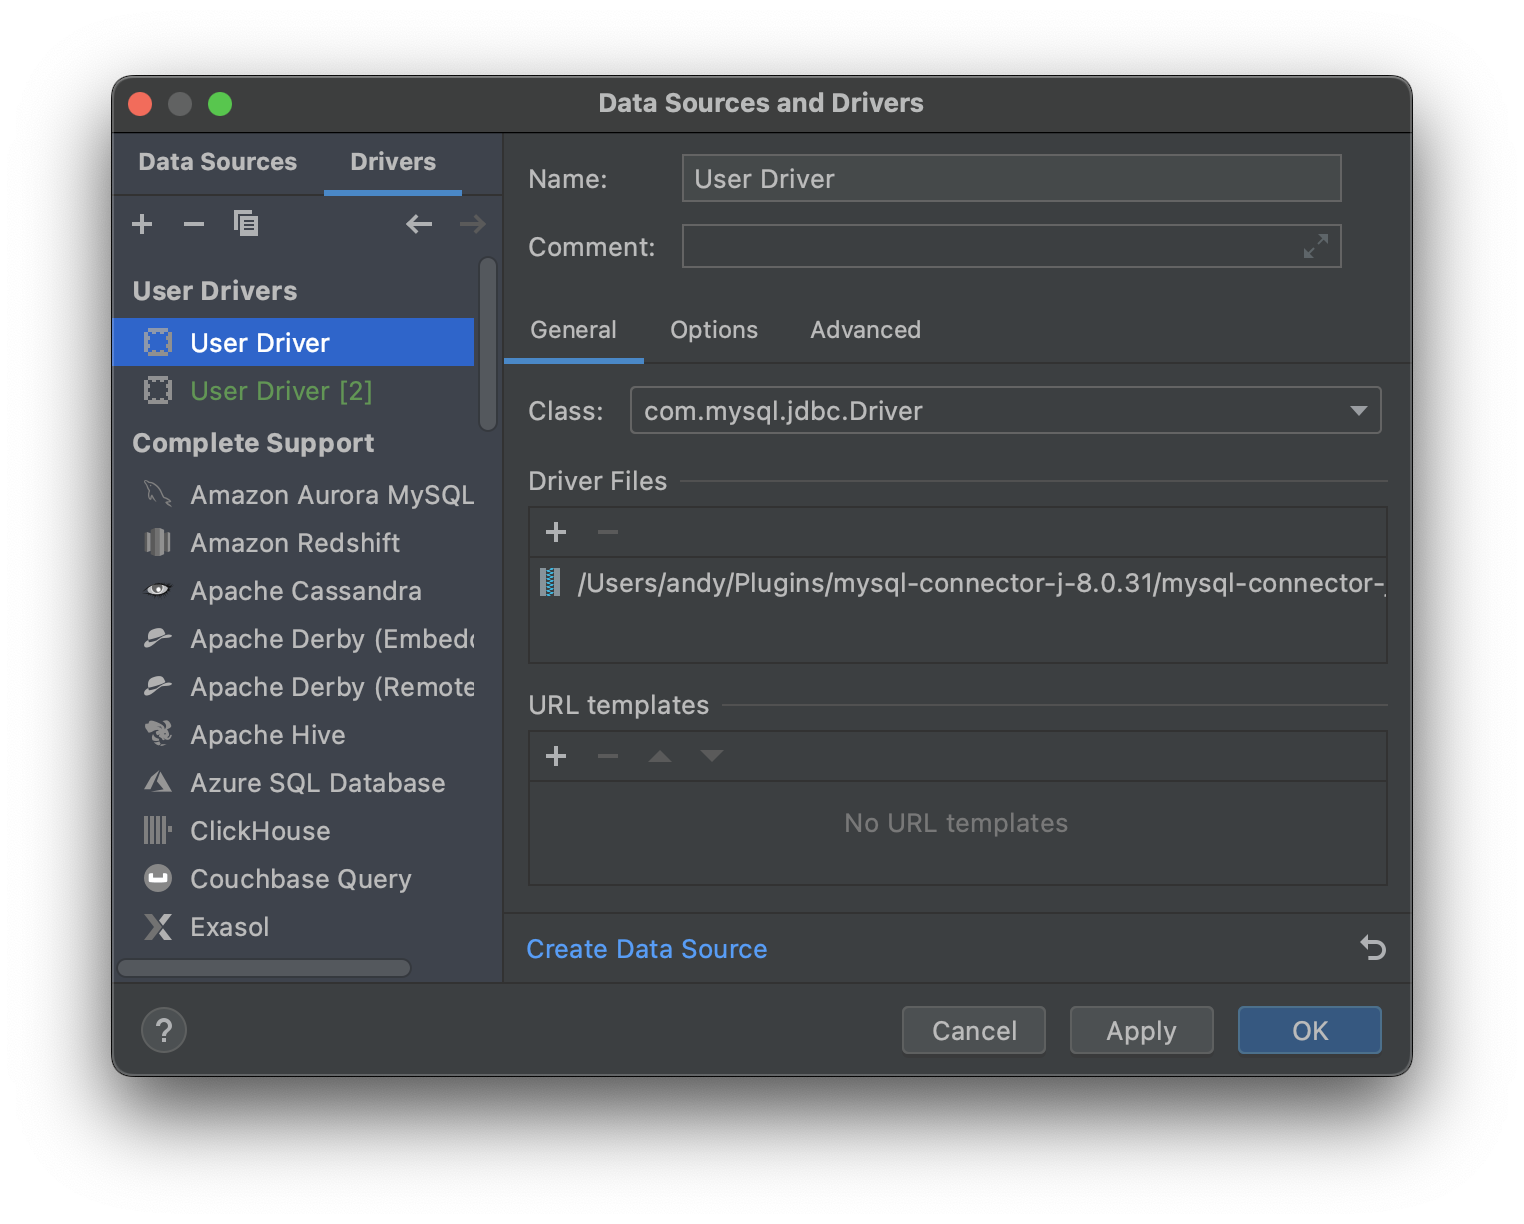 Data Sources and Drivers
Data Sources
Drivers
User Drivers
User Driver
User Driver [2]
Complete Support
Amazon Aurora MySQL
Amazon Redshift
Apache Cassandra
Apache Derby (Embed
Apache Derby (Remote
Apache Hive
Azure SQL Database
ClickHouse
Couchbase Query
Exasol
Name: User Driver
Comment:
General Options Advanced
Class: com.mysql.jdbc.Driver
Driver Files
/Users/andy/Plugins/mysql-connector-j-8.0.31/mysql-connector-
URL templates
No URL templates
Create Data Source
? Cancel Apply OK